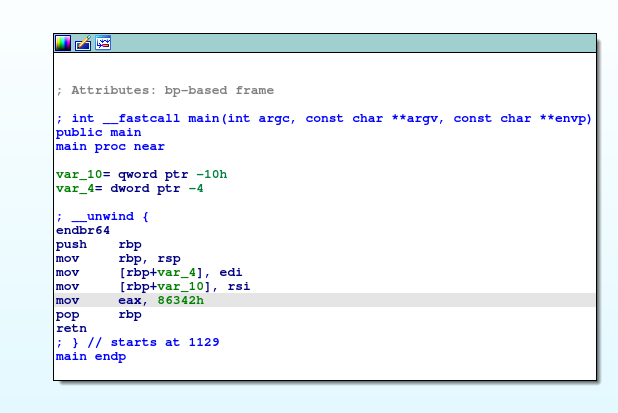 ; Attributes: bp-based frame
; int __fastcall main(int argc, const char **argv, const char **envp)
public main
main proc near
var_10= qword ptr -10h
var_4= dword ptr -4
; __unwind {
endbr64
push    rbp
mov     rbp, rsp
mov     [rbp+var_4], edi
mov     [rbp+var_10], rsi
mov     eax, 86342h
pop     rbp
retn
; } // starts at 1129
main endp